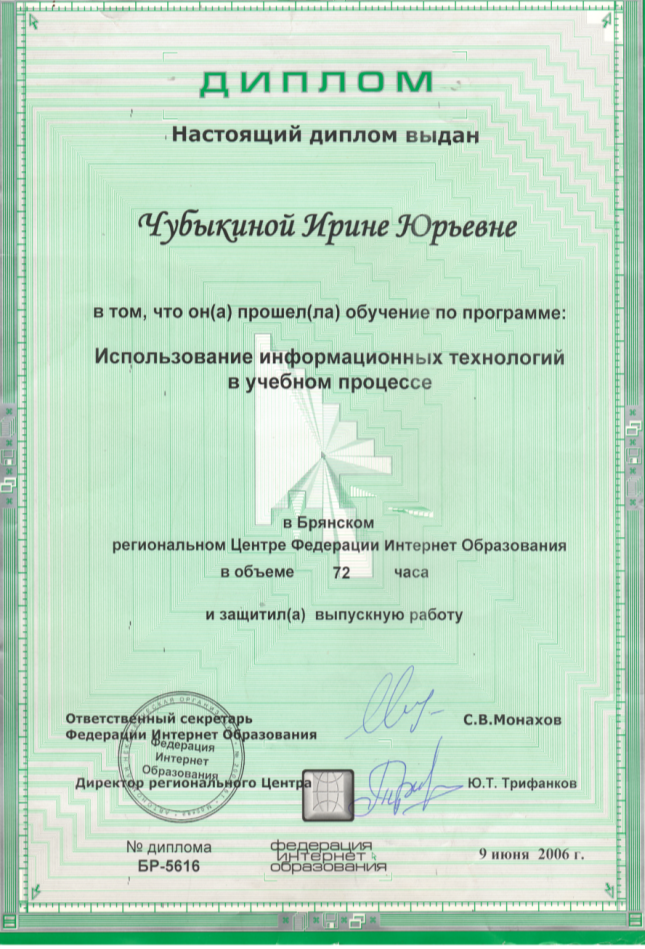 ДИПЛОМ
Настоящий диплом выдан
Чубыкиной Ирине Юрьевне
в том, что он(а) прошел(ла) обучение по программе:
Использование информационных технологий
в учебном процессе
в Брянском
региональном Центре Федерации Интернет Образования
в объеме 72 часа
и защитил(а) выпускную работу
Ответственный секретарь
Федерации Интернет Образования
С.В.Монахов
Федерация
Интернет
Образования
Директор регионального Центра
Ю.Т. Трифанков
№ диплома
БР-5616
федерация
интернет
образования
9 июня 2006 г.